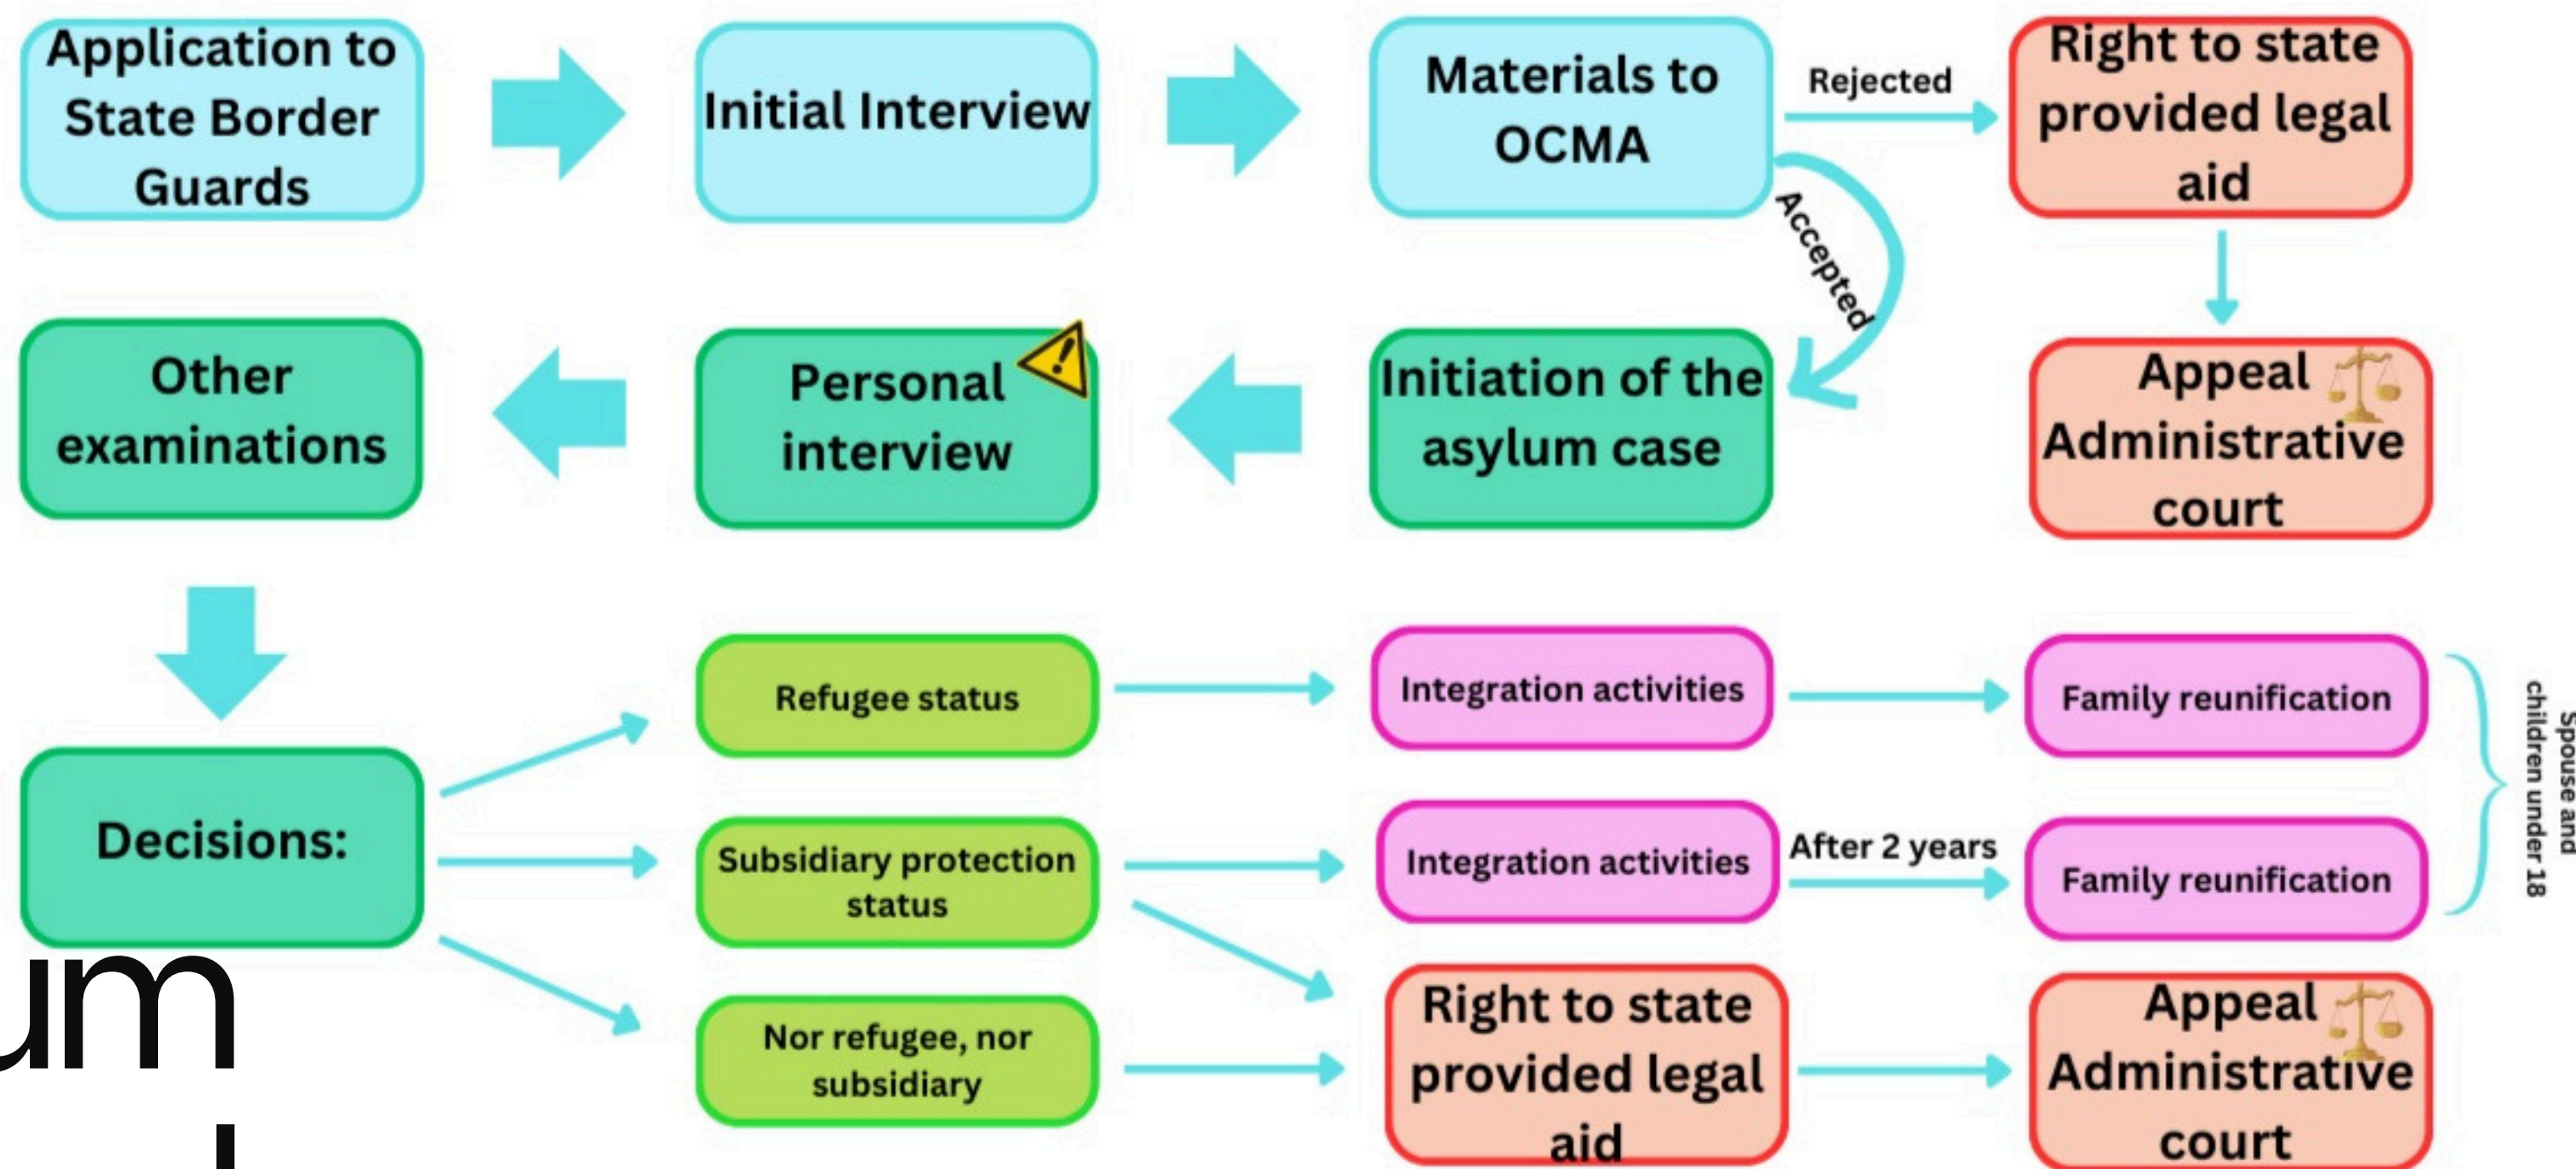 Application to
State Border
Guards
Initial Interview
Materials to
OCMA
Rejected
Right to state
provided legal
aid
Accepted
Other
examinations
Personal
interview
Initiation of the
asylum case
Appeal
Administrative
court
Decisions:
Refugee status
Integration activities
Family reunification
Subsidiary protection
status
Integration activities
After 2 years
Family reunification
Spouse and
children under 18
Nor refugee, nor
subsidiary
Right to state
provided legal
aid
Appeal
Administrative
court
um